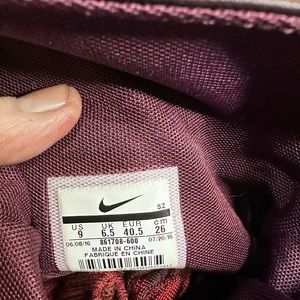 SZ
US UK EUR cm
9 6.5 40.5 26
06/08/16 861708-600 07/20/16
MADE IN CHINA
FABRIQUE EN CHINE